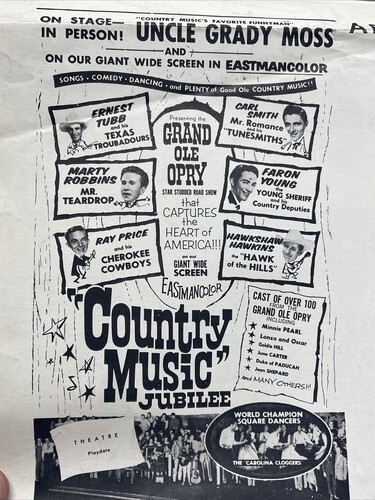 ON STAGE—
IN PERSON!
"COUNTRY MUSIC'S FAVORITE FUNNYMAN"
UNCLE GRADY MOSS
AND
ON OUR GIANT WIDE SCREEN IN EASTMANCOLOR
SONGS • COMEDY • DANCING • and PLENTY of Good Ole COUNTRY MUSIC!!
ERNEST
TUBB
and his
TEXAS
TROUBADOURS
MARTY
ROBBINS
MR.
TEARDROP
RAY PRICE
and his
CHEROKEE
COWBOYS
Presenting the
GRAND
OLE
OPRY
STAR STUDDED ROAD SHOW
that
CAPTURES
the
HEART of
AMERICA!!!
on our
GIANT WIDE
SCREEN
EASTMANCOLOR
CARL
SMITH
Mr. Romance
and his
"TUNESMITHS"
FARON
YOUNG
the
YOUNG SHERIFF
and his
Country Deputies
HAWKSHAW
HAWKINS
the "HAWK
of the HILLS"
"Country
Music"
JUBILEE
CAST OF OVER 100
FROM THE
GRAND OLE OPRY
INCLUDING
Minnie PEARL
Lonzo and Oscar
Goldie HILL
June CARTER
Duke of PADUCAH
Jean SHEPARD
and MANY OTHERS!!!
THEATRE
Playdate
WORLD CHAMPION
SQUARE DANCERS
THE 'CAROLINA CLOGGERS'